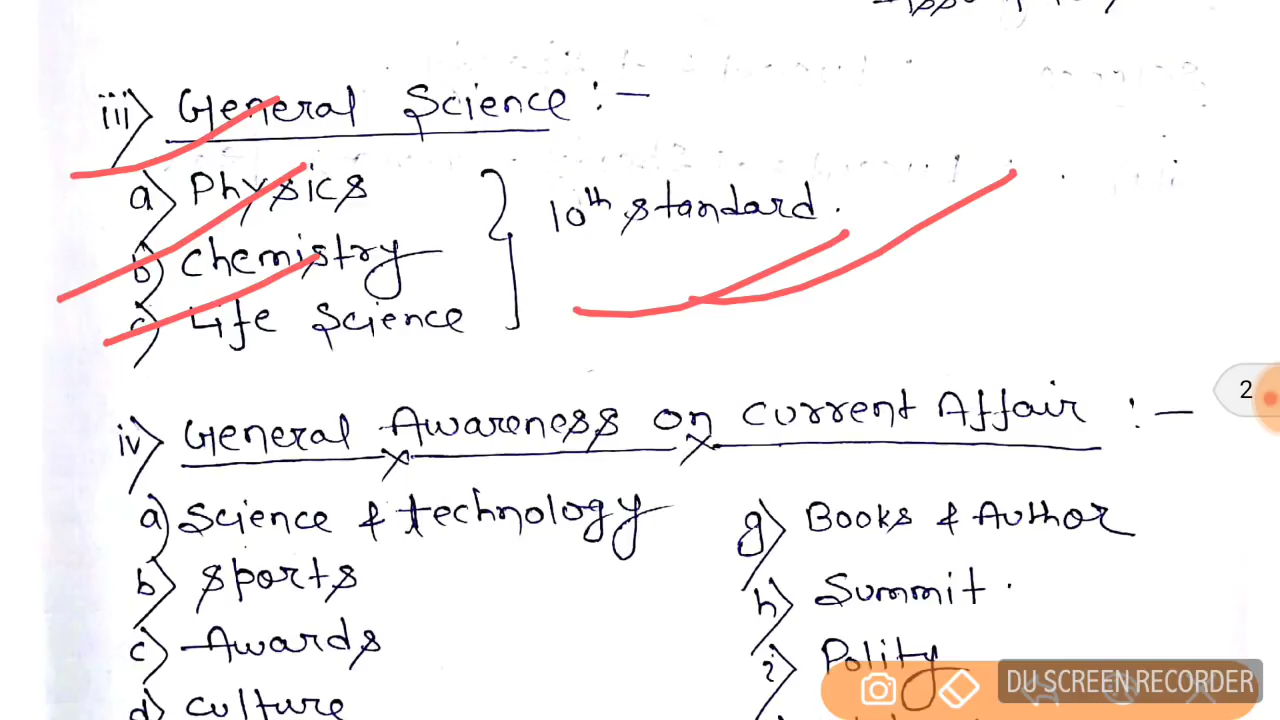 iii) General Science :-
a) Physics
b) Chemistry
c) Life Science
10th standard.
2
iv) General Awareness on Current Affair :-
a) Science & technology
b) Sports
c) Awards
d) Culture
g) Books & Author
h) Summit.
i) Polity
DU SCREEN RECORDER